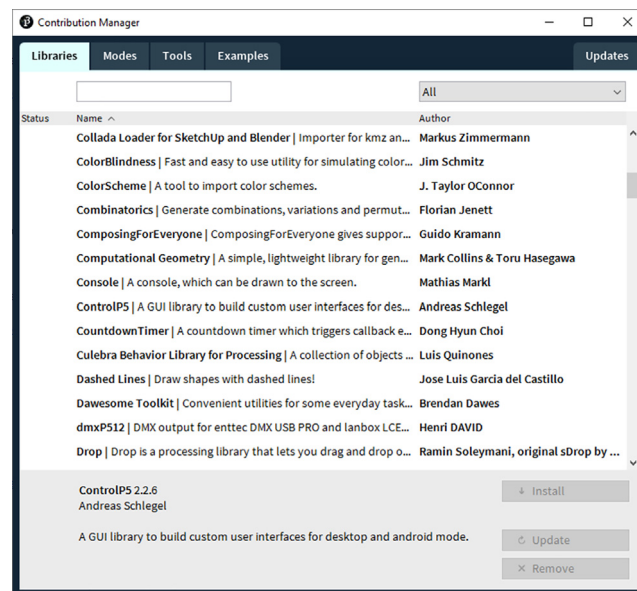 Contribution Manager
Libraries Modes Tools Examples Updates
All
Status Name Author
Collada Loader for SketchUp and Blender | Importer for kmz an... Markus Zimmermann
ColorBlindness | Fast and easy to use utility for simulating color... Jim Schmitz
ColorScheme | A tool to import color schemes. J. Taylor OConnor
Combinatorics | Generate combinations, variations and permut... Florian Jenett
ComposingForEveryone | ComposingForEveryone gives suppor... Guido Kramann
Computational Geometry | A simple, lightweight library for gen... Mark Collins & Toru Hasegawa
Console | A console, which can be drawn to the screen. Mathias Markl
ControlP5 | A GUI library to build custom user interfaces for des... Andreas Schlegel
CountdownTimer | A countdown timer which triggers callback e... Dong Hyun Choi
Culebra Behavior Library for Processing | A collection of objects ... Luis Quinones
Dashed Lines | Draw shapes with dashed lines! Jose Luis Garcia del Castillo
Dawesome Toolkit | Convenient utilities for some everyday task... Brendan Dawes
dmxP512 | DMX output for enttec DMX USB PRO and lanbox LCE... Henri DAVID
Drop | Drop is a processing library that lets you drag and drop o... Ramin Soleymani, original sDrop by ...
ControlP5 2.2.6
Install
Andreas Schlegel
A GUI library to build custom user interfaces for desktop and android mode.
Update
Remove